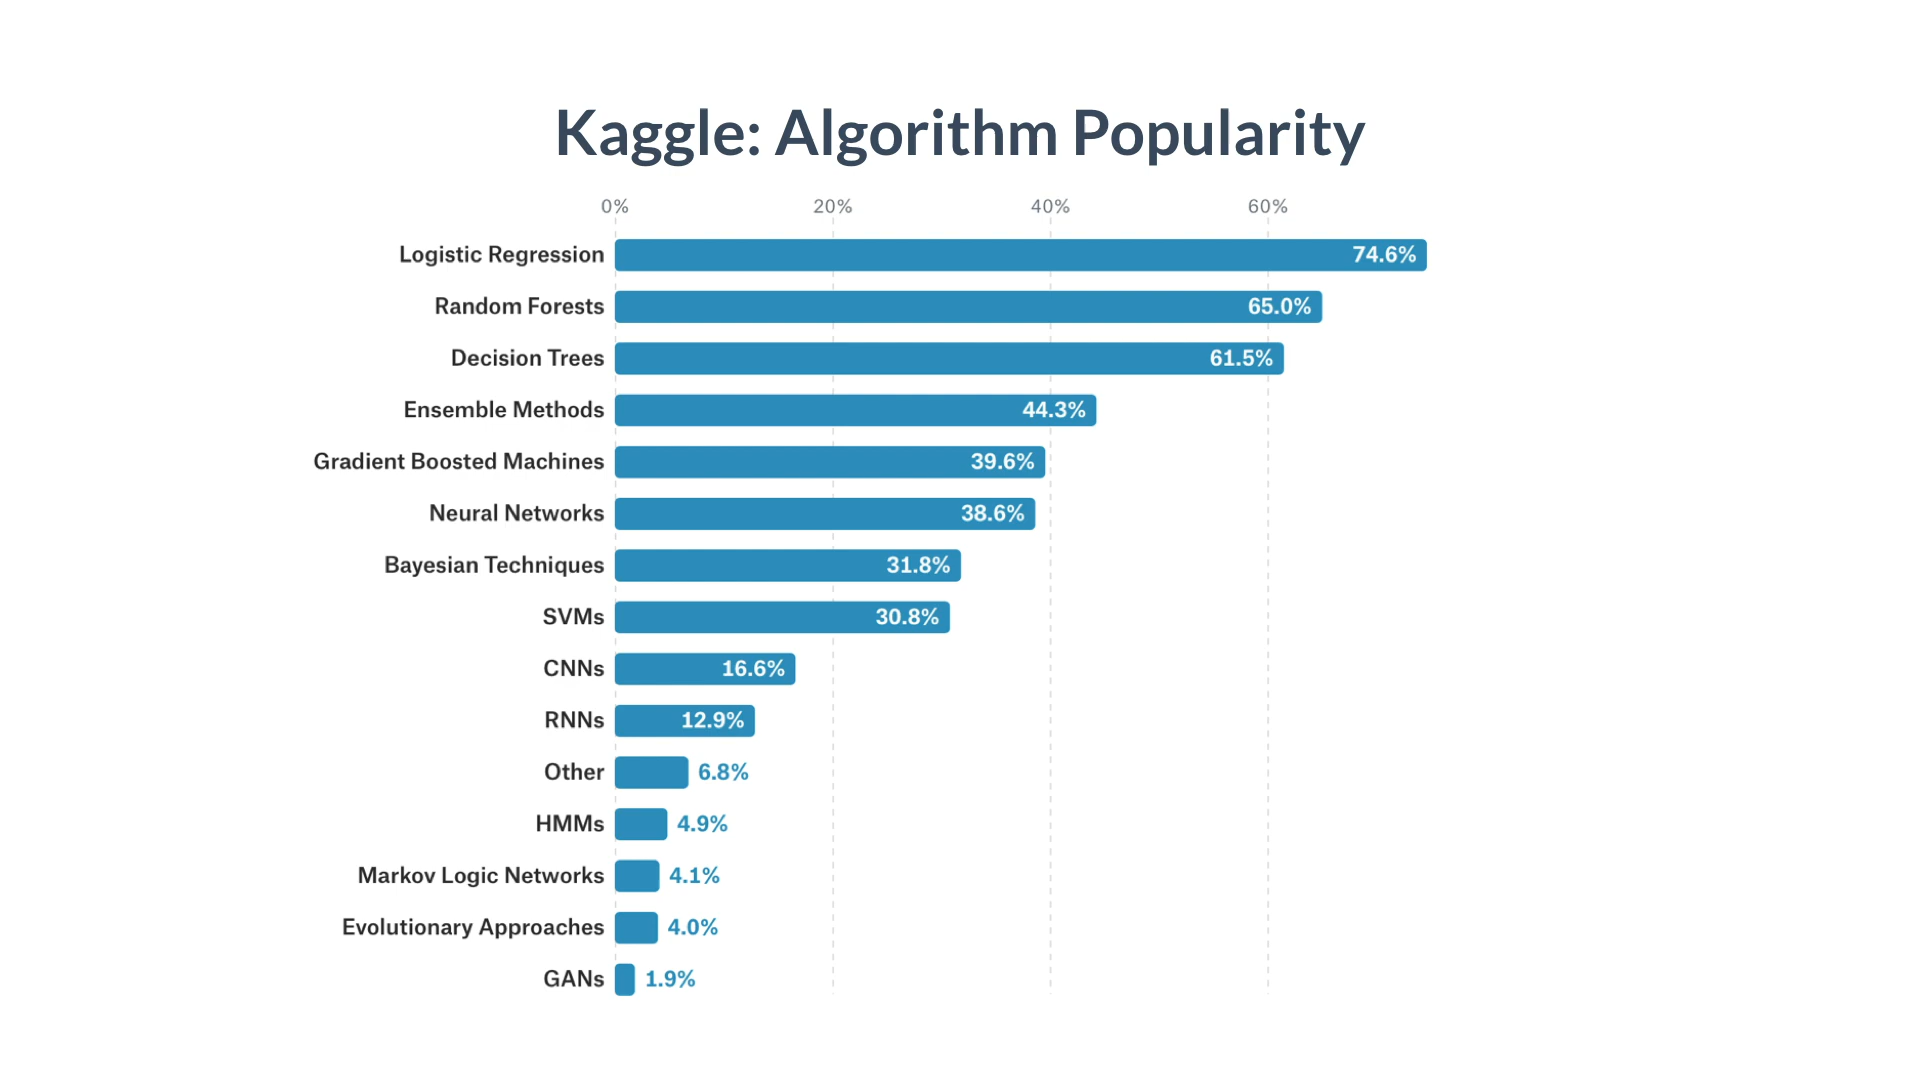 Kaggle: Algorithm Popularity
0% 20% 40% 60%
Logistic Regression 74.6%
Random Forests 65.0%
Decision Trees 61.5%
Ensemble Methods 44.3%
Gradient Boosted Machines 39.6%
Neural Networks 38.6%
Bayesian Techniques 31.8%
SVMs 30.8%
CNNs 16.6%
RNNs 12.9%
Other 6.8%
HMMs 4.9%
Markov Logic Networks 4.1%
Evolutionary Approaches 4.0%
GANs 1.9%